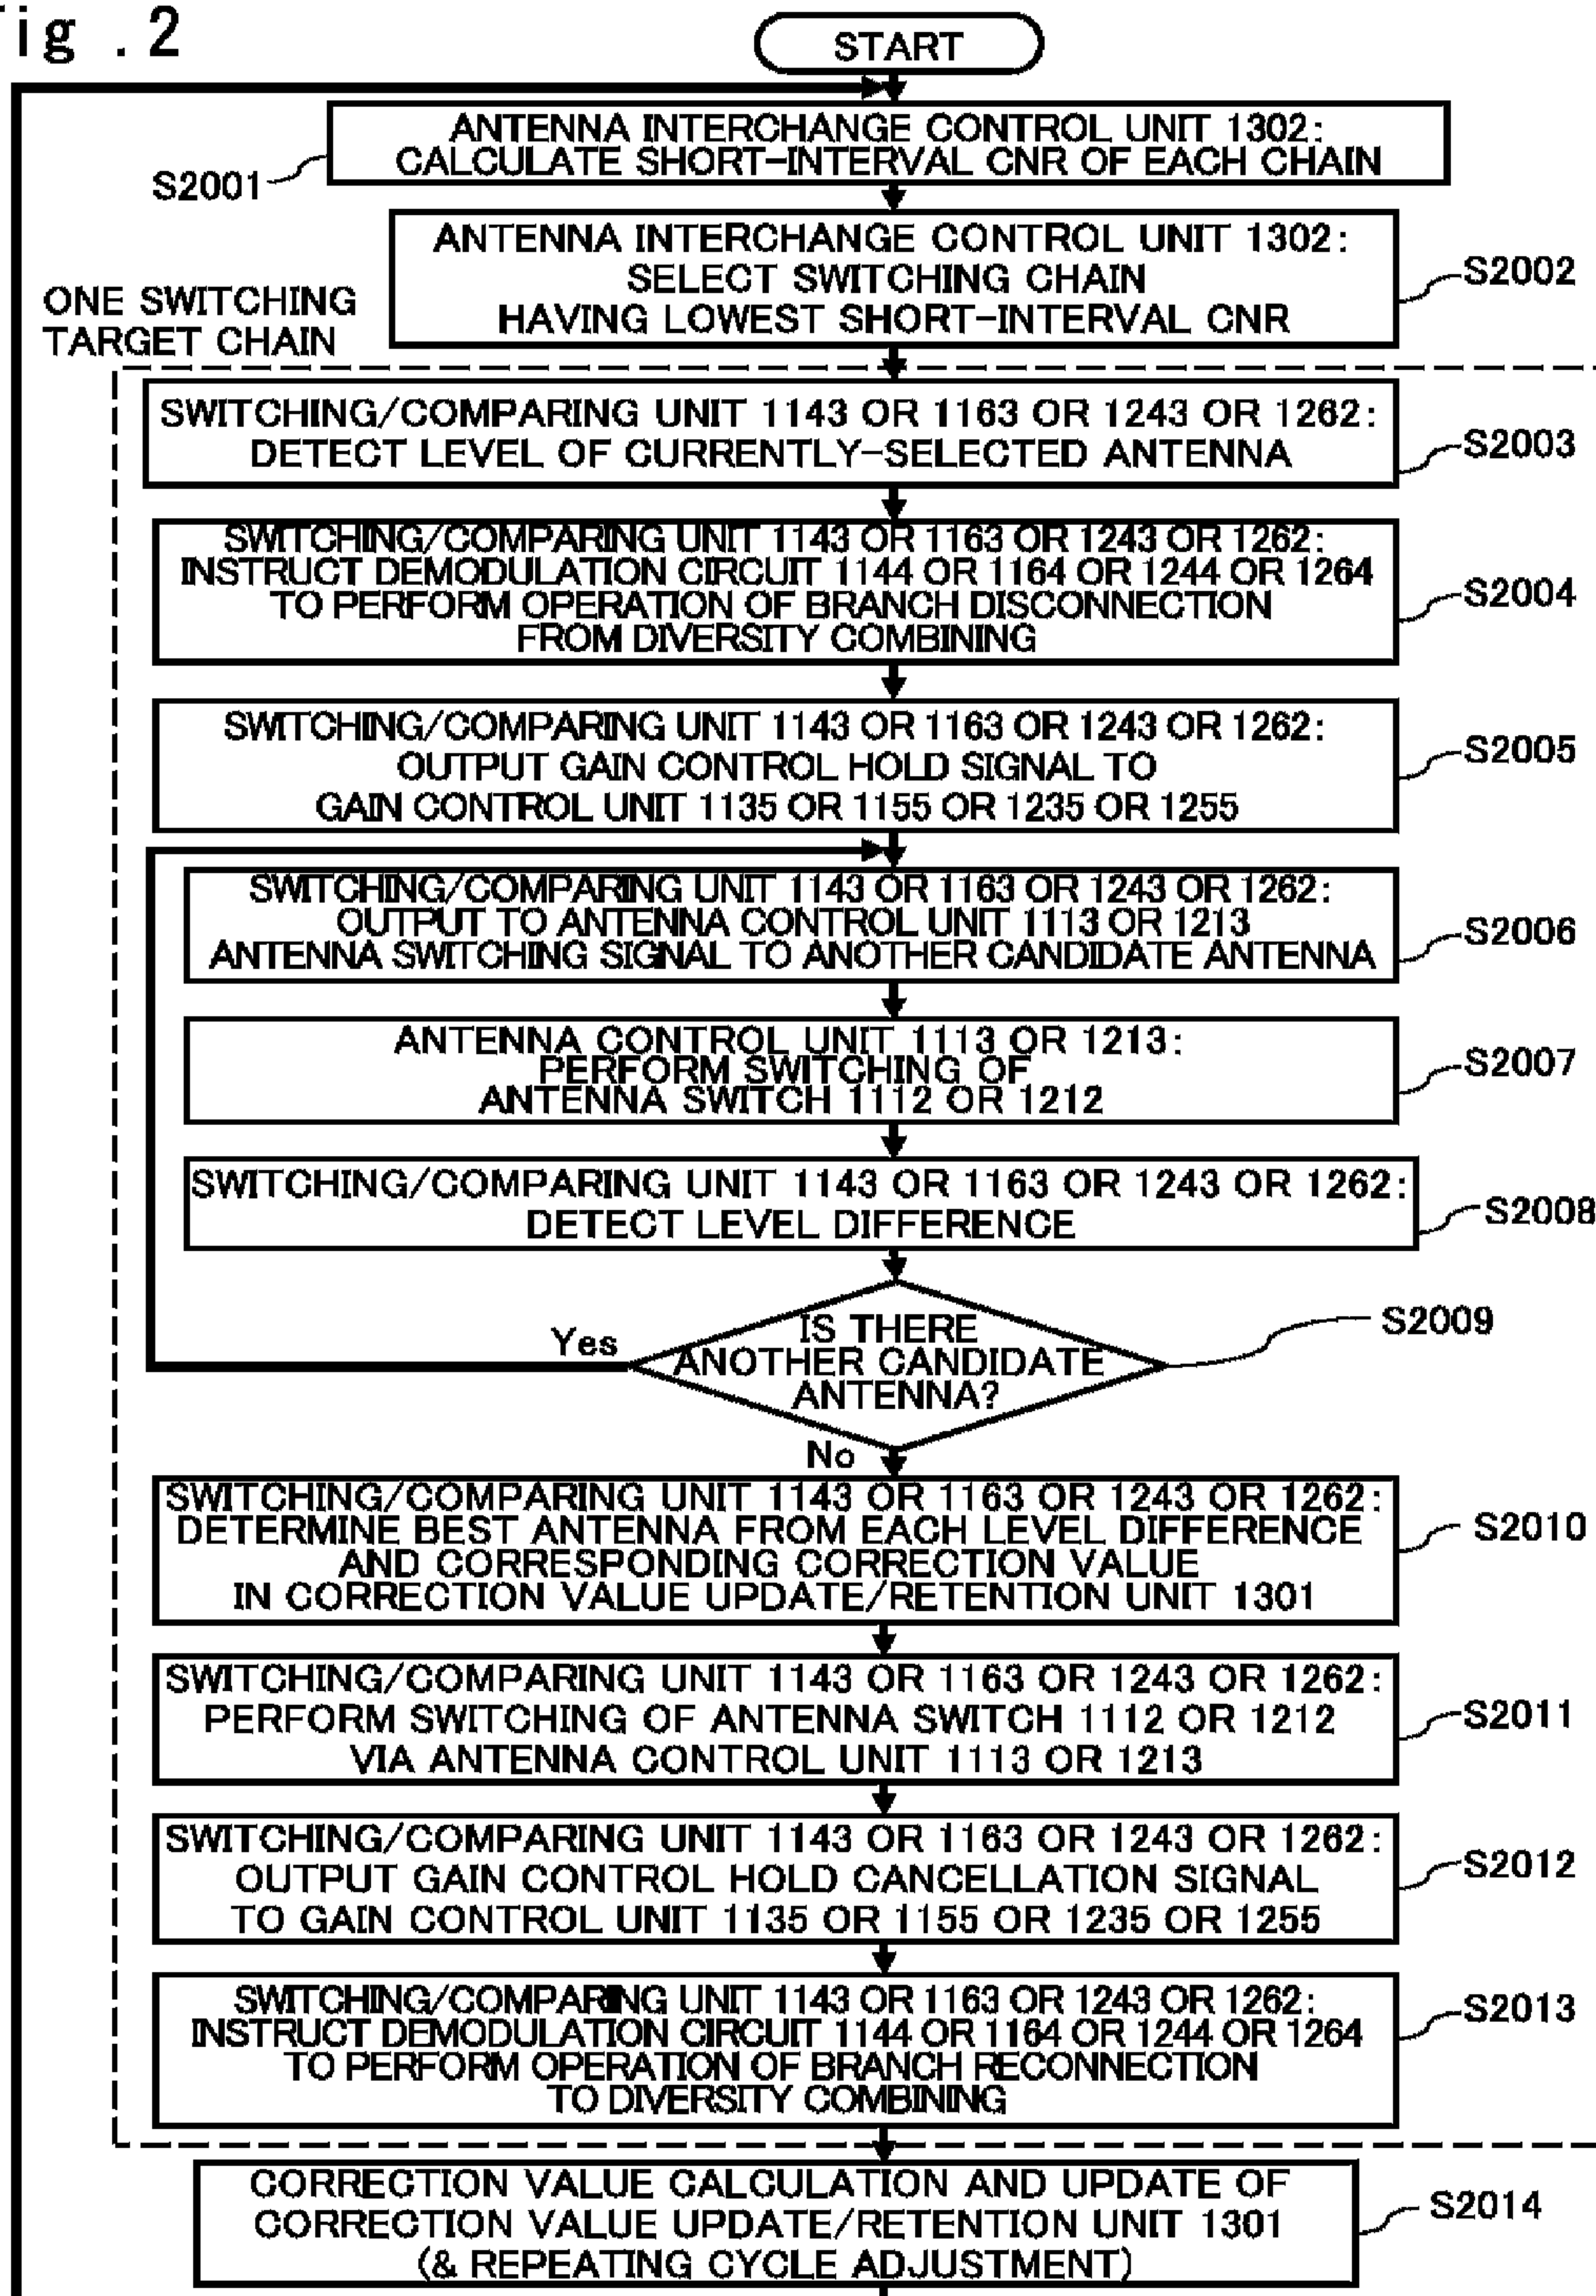 ig .2
START
ANTENNA INTERCHANGE CONTROL UNIT 1302:
CALCULATE SHORT-INTERVAL CNR OF EACH CHAIN
S2001
ANTENNA INTERCHANGE CONTROL UNIT 1302:
SELECT SWITCHING CHAIN
HAVING LOWEST SHORT-INTERVAL CNR
S2002
ONE SWITCHING
TARGET CHAIN
SWITCHING/COMPARING UNIT 1143 OR 1163 OR 1243 OR 1262:
DETECT LEVEL OF CURRENTLY-SELECTED ANTENNA
S2003
SWITCHING/COMPARING UNIT 1143 OR 1163 OR 1243 OR 1262:
INSTRUCT DEMODULATION CIRCUIT 1144 OR 1164 OR 1244 OR 1264
TO PERFORM OPERATION OF BRANCH DISCONNECTION
FROM DIVERSITY COMBINING
S2004
SWITCHING/COMPARING UNIT 1143 OR 1163 OR 1243 OR 1262:
OUTPUT GAIN CONTROL HOLD SIGNAL TO
GAIN CONTROL UNIT 1135 OR 1155 OR 1235 OR 1255
S2005
SWITCHING/COMPARING UNIT 1143 OR 1163 OR 1243 OR 1262:
OUTPUT TO ANTENNA CONTROL UNIT 1113 OR 1213
ANTENNA SWITCHING SIGNAL TO ANOTHER CANDIDATE ANTENNA
S2006
ANTENNA CONTROL UNIT 1113 OR 1213:
PERFORM SWITCHING OF
ANTENNA SWITCH 1112 OR 1212
S2007
SWITCHING/COMPARING UNIT 1143 OR 1163 OR 1243 OR 1262:
DETECT LEVEL DIFFERENCE
S2008
IS THERE
ANOTHER CANDIDATE
ANTENNA?
S2009
Yes
No
SWITCHING/COMPARING UNIT 1143 OR 1163 OR 1243 OR 1262:
DETERMINE BEST ANTENNA FROM EACH LEVEL DIFFERENCE
AND CORRESPONDING CORRECTION VALUE
IN CORRECTION VALUE UPDATE/RETENTION UNIT 1301
S2010
SWITCHING/COMPARING UNIT 1143 OR 1163 OR 1243 OR 1262:
PERFORM SWITCHING OF ANTENNA SWITCH 1112 OR 1212
VIA ANTENNA CONTROL UNIT 1113 OR 1213
S2011
SWITCHING/COMPARING UNIT 1143 OR 1163 OR 1243 OR 1262:
OUTPUT GAIN CONTROL HOLD CANCELLATION SIGNAL
TO GAIN CONTROL UNIT 1135 OR 1155 OR 1235 OR 1255
S2012
SWITCHING/COMPARING UNIT 1143 OR 1163 OR 1243 OR 1262:
INSTRUCT DEMODULATION CIRCUIT 1144 OR 1164 OR 1244 OR 1264
TO PERFORM OPERATION OF BRANCH RECONNECTION
TO DIVERSITY COMBINING
S2013
CORRECTION VALUE CALCULATION AND UPDATE OF
CORRECTION VALUE UPDATE/RETENTION UNIT 1301
(& REPEATING CYCLE ADJUSTMENT)
S2014